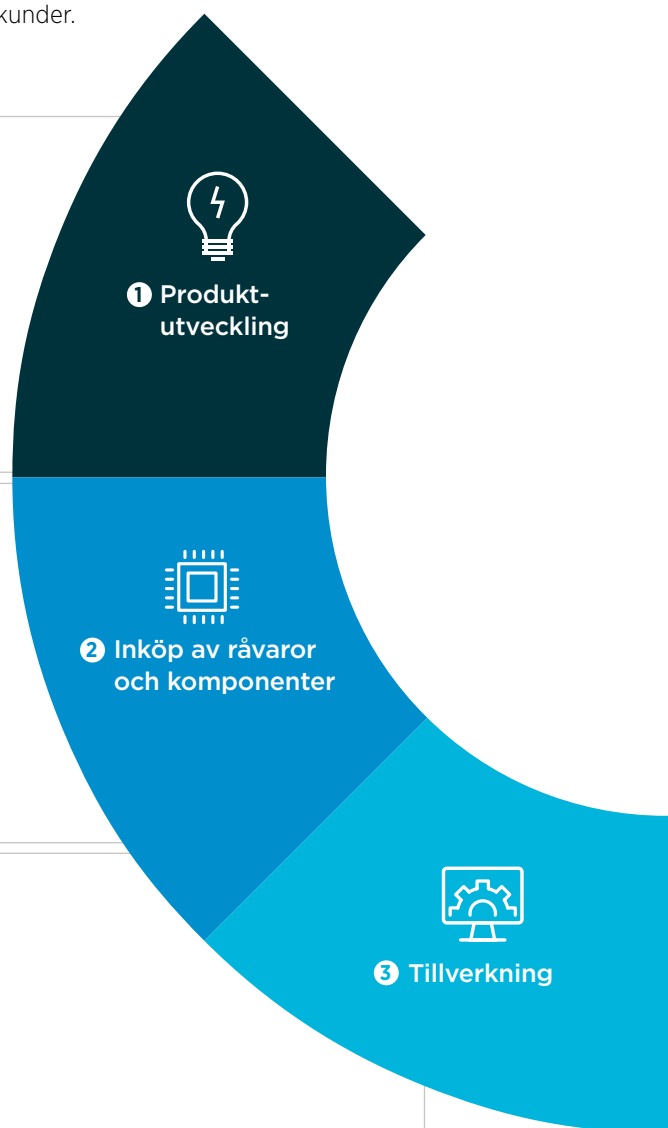 kunder.
1 Produkt-
utveckling
2 Inköp av råvaror
och komponenter
3 Tillverkning